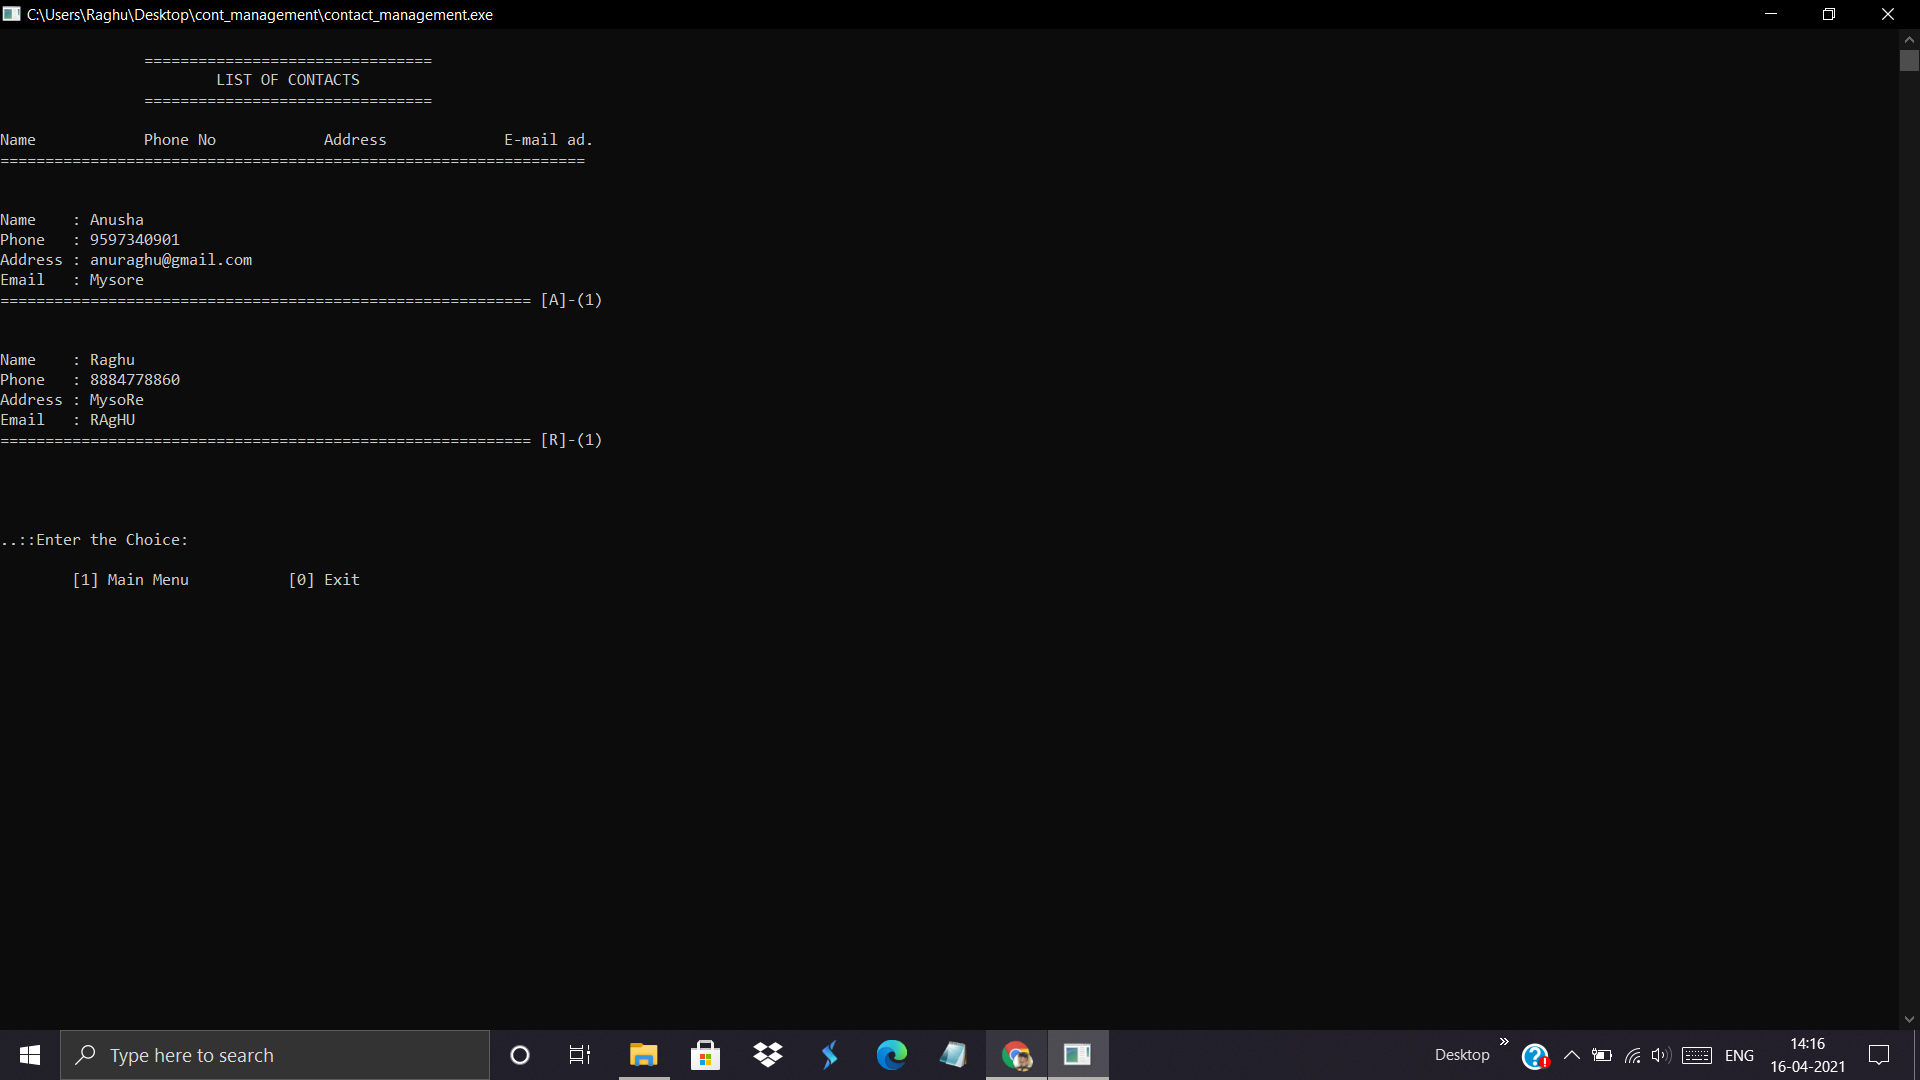 C:\Users\Raghu\Desktop\cont_management\contact_management.exe
================================
LIST OF CONTACTS
================================
Name Phone No Address E-mail ad.
=================================================================
Name : Anusha
Phone : 9597340901
Address : anuraghu@gmail.com
Email : Mysore
=========================================================== [A]-(1)
Name : Raghu
Phone : 8884778860
Address : MysoRe
Email : RAgHU
=========================================================== [R]-(1)
..::Enter the Choice:
[1] Main Menu [0] Exit
Type here to search
Desktop
ENG
14:16
16-04-2021